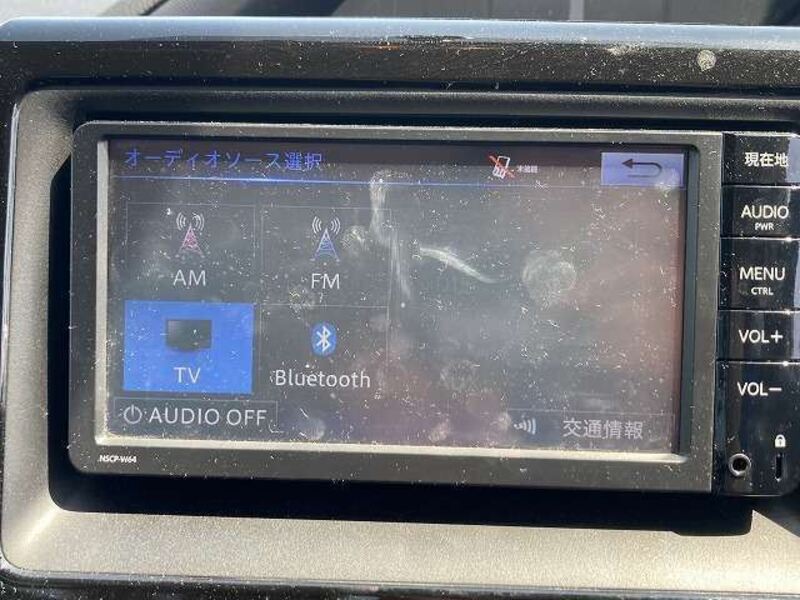 オーディオソース選択
未接続
現在地
AUDIO
PWR
AM
FM
MENU
CTRL
TV
Bluetooth
VOL+
VOL−
AUDIO OFF
交通情報
NSCP-W64